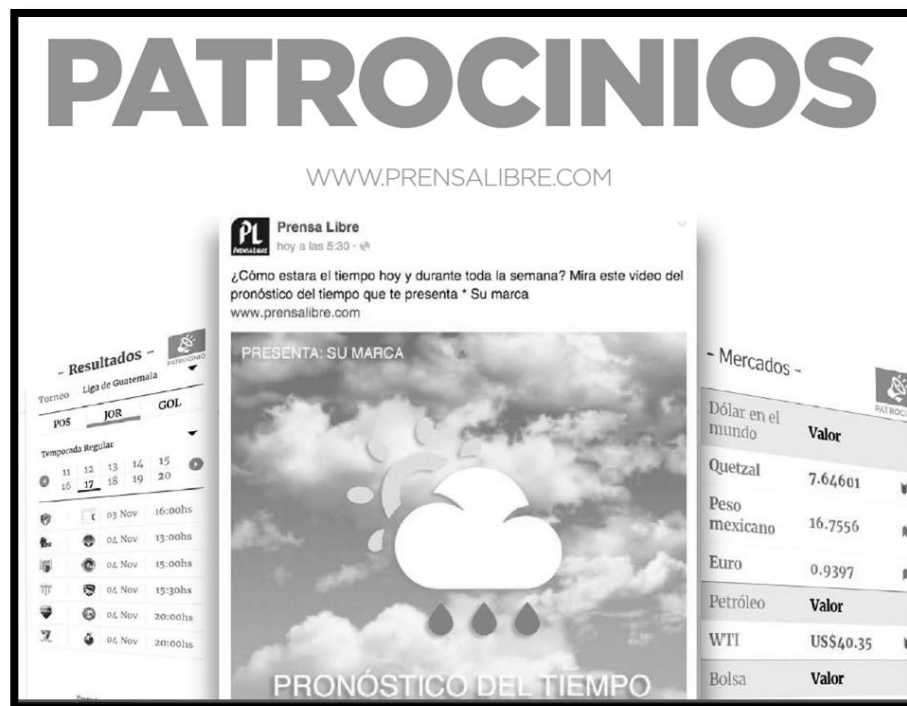 PATROCINIOS
WWW.PRENSALIBRE.COM
PL
PRENSA LIBRE
Prensa Libre
hoy a las 5:30 ·
¿Cómo estara el tiempo hoy y durante toda la semana? Mira este video del
pronóstico del tiempo que te presenta * Su marca
www.prensalibre.com
PRESENTA: SU MARCA
PRONÓSTICO DEL TIEMPO
- Resultados -
PATROCINIO
Torneo Liga de Guatemala
POS JOR GOL
Temporada Regular
11 12 13 14 15
16 17 18 19 20
03 Nov 16:00hs
04 Nov 13:00hs
04 Nov 15:00hs
04 Nov 15:30hs
04 Nov 20:00hs
04 Nov 20:00hs
- Mercados -
PATROCI
Dólar en el
mundo Valor
Quetzal 7.64601
Peso
mexicano 16.7556
Euro 0.9397
Petróleo Valor
WTI US$40.35
Bolsa Valor